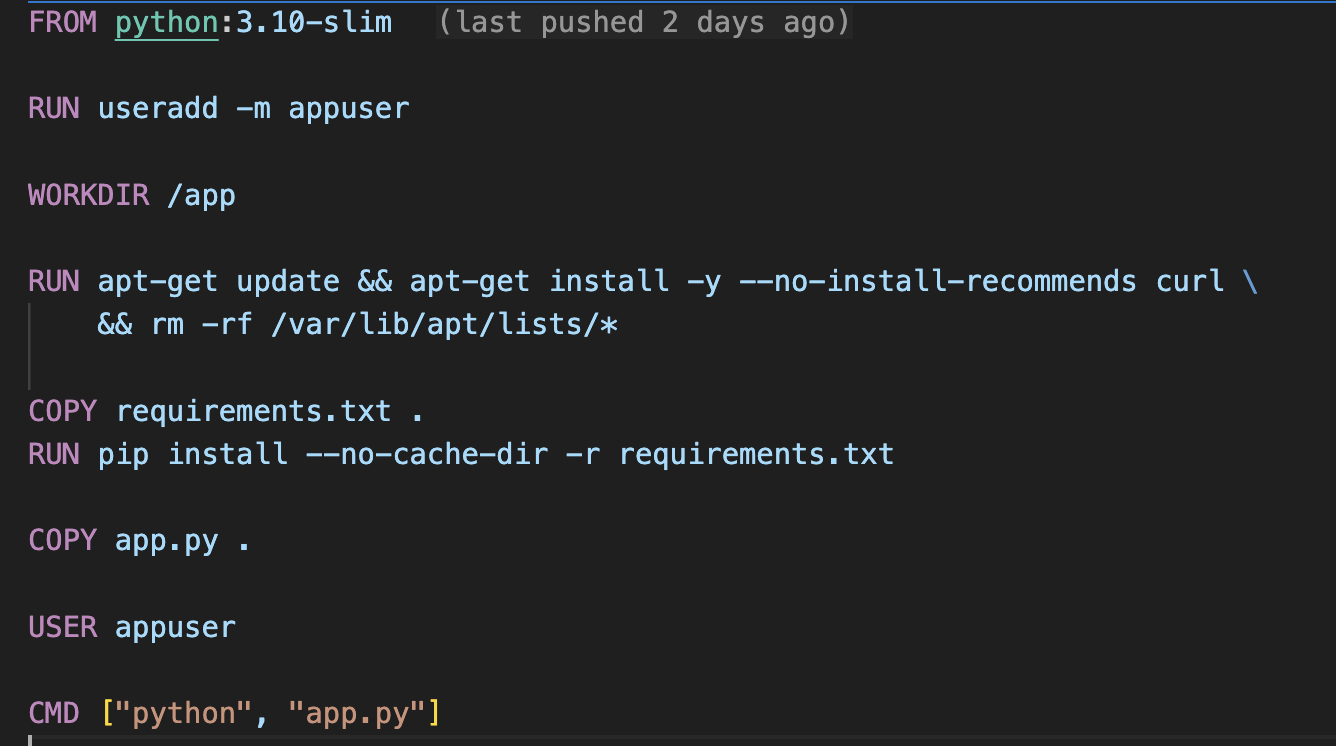 FROM python:3.10-slim (last pushed 2 days ago)
RUN useradd -m appuser
WORKDIR /app
RUN apt-get update && apt-get install -y --no-install-recommends curl \
&& rm -rf /var/lib/apt/lists/*
COPY requirements.txt .
RUN pip install --no-cache-dir -r requirements.txt
COPY app.py .
USER appuser
CMD ["python", "app.py"]